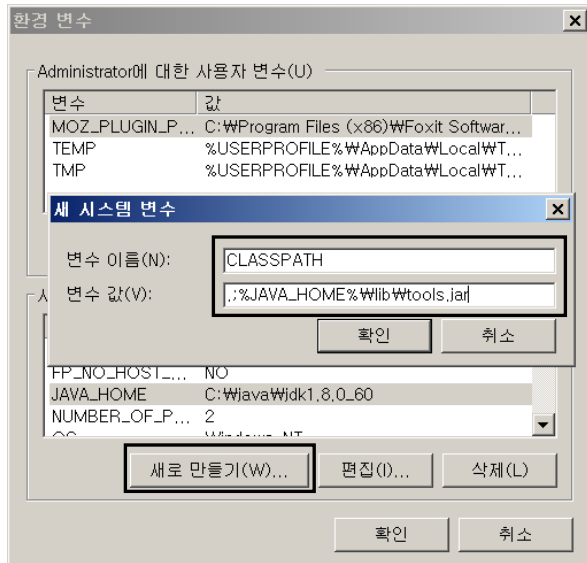 환경 변수
Administrator에 대한 사용자 변수(U)
변수 값
MOZ_PLUGIN_P... C:₩Program Files (x86)₩Foxit Softwar...
TEMP %USERPROFILE%₩AppData₩Local₩T...
TMP %USERPROFILE%₩AppData₩Local₩T...
새 시스템 변수
변수 이름(N): CLASSPATH
변수 값(V): .;%JAVA_HOME%₩lib₩tools.jar
확인 취소
FP_NO_HOST_... NO
JAVA_HOME C:₩java₩jdk1.8.0_60
NUMBER_OF_P... 2
OS Windows_NT
새로 만들기(W)... 편집(I)... 삭제(L)
확인 취소